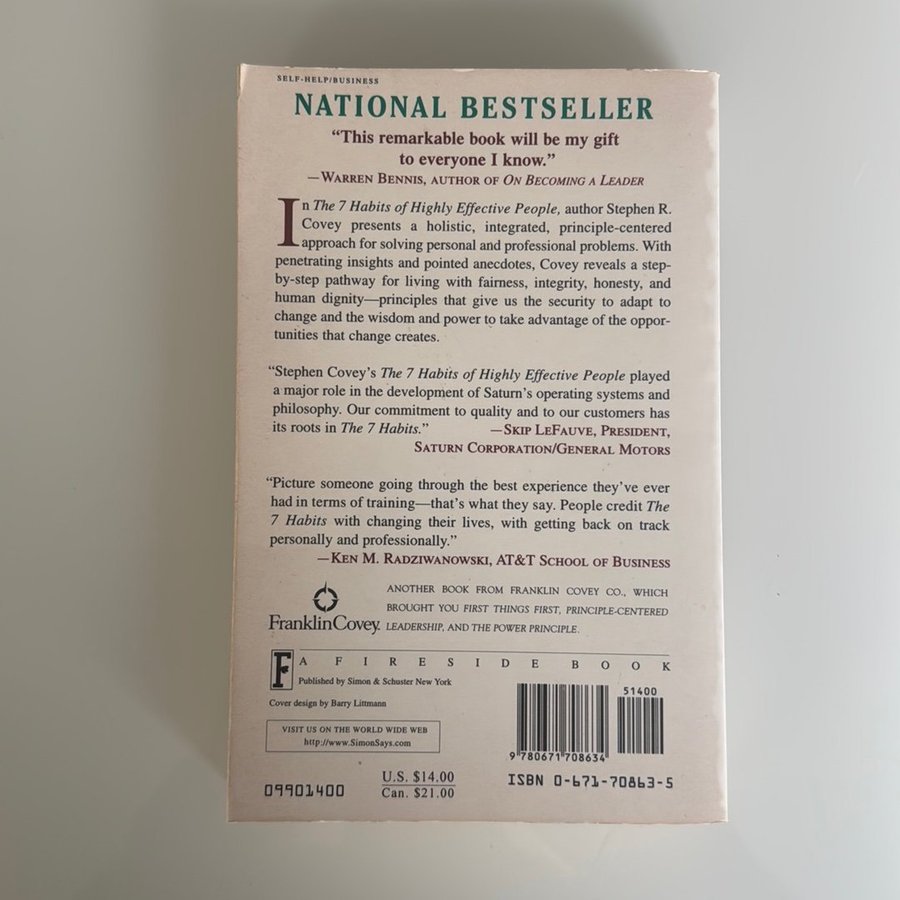 SELF-HELP/BUSINESS
NATIONAL BESTSELLER
“This remarkable book will be my gift
to everyone I know.”
—WARREN BENNIS, AUTHOR OF ON BECOMING A LEADER
In The 7 Habits of Highly Effective People, author Stephen R.
Covey presents a holistic, integrated, principle-centered
approach for solving personal and professional problems. With
penetrating insights and pointed anecdotes, Covey reveals a step-
by-step pathway for living with fairness, integrity, honesty, and
human dignity—principles that give us the security to adapt to
change and the wisdom and power to take advantage of the oppor-
tunities that change creates.
“Stephen Covey’s The 7 Habits of Highly Effective People played
a major role in the development of Saturn’s operating systems and
philosophy. Our commitment to quality and to our customers has
its roots in The 7 Habits.” —SKIP LEFAUVE, PRESIDENT,
SATURN CORPORATION/GENERAL MOTORS
“Picture someone going through the best experience they’ve ever
had in terms of training—that’s what they say. People credit The
7 Habits with changing their lives, with getting back on track
personally and professionally.”
—KEN M. RADZIWANOWSKI, AT&T SCHOOL OF BUSINESS
FranklinCovey
ANOTHER BOOK FROM FRANKLIN COVEY CO., WHICH
BROUGHT YOU FIRST THINGS FIRST, PRINCIPLE-CENTERED
LEADERSHIP, AND THE POWER PRINCIPLE.
F A FIRESIDE BOOK
Published by Simon & Schuster New York
Cover design by Barry Littmann
VISIT US ON THE WORLD WIDE WEB
http://www.SimonSays.com
09901400
U.S. $14.00
Can. $21.00
51400
9 780671 708634
ISBN 0-671-70863-5